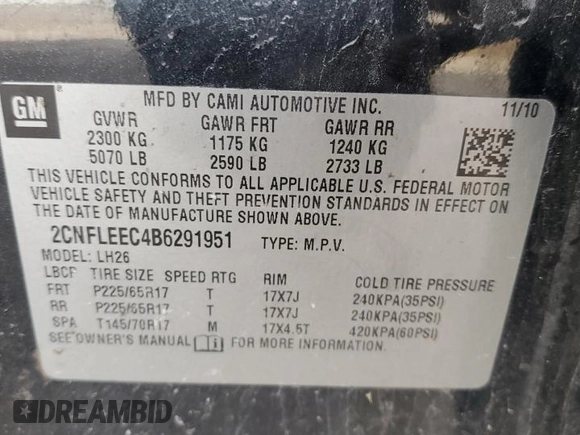 GM
MFD BY CAMI AUTOMOTIVE INC.
11/10
GVWR GAWR FRT GAWR RR
2300 KG 1175 KG 1240 KG
5070 LB 2590 LB 2733 LB
THIS VEHICLE CONFORMS TO ALL APPLICABLE U.S. FEDERAL MOTOR
VEHICLE SAFETY AND THEFT PREVENTION STANDARDS IN EFFECT ON
THE DATE OF MANUFACTURE SHOWN ABOVE.
2CNFLEEC4B6291951 TYPE: M.P.V.
MODEL: LH26
LBCF TIRE SIZE SPEED RTG RIM COLD TIRE PRESSURE
FRT P225/65R17 T 17X7J 240KPA(35PSI)
RR P225/65R17 T 17X7J 240KPA(35PSI)
SPA T145/70R17 M 17X4.5T 420KPA(60PSI)
SEE OWNER'S MANUAL FOR MORE INFORMATION.
DREAMBID